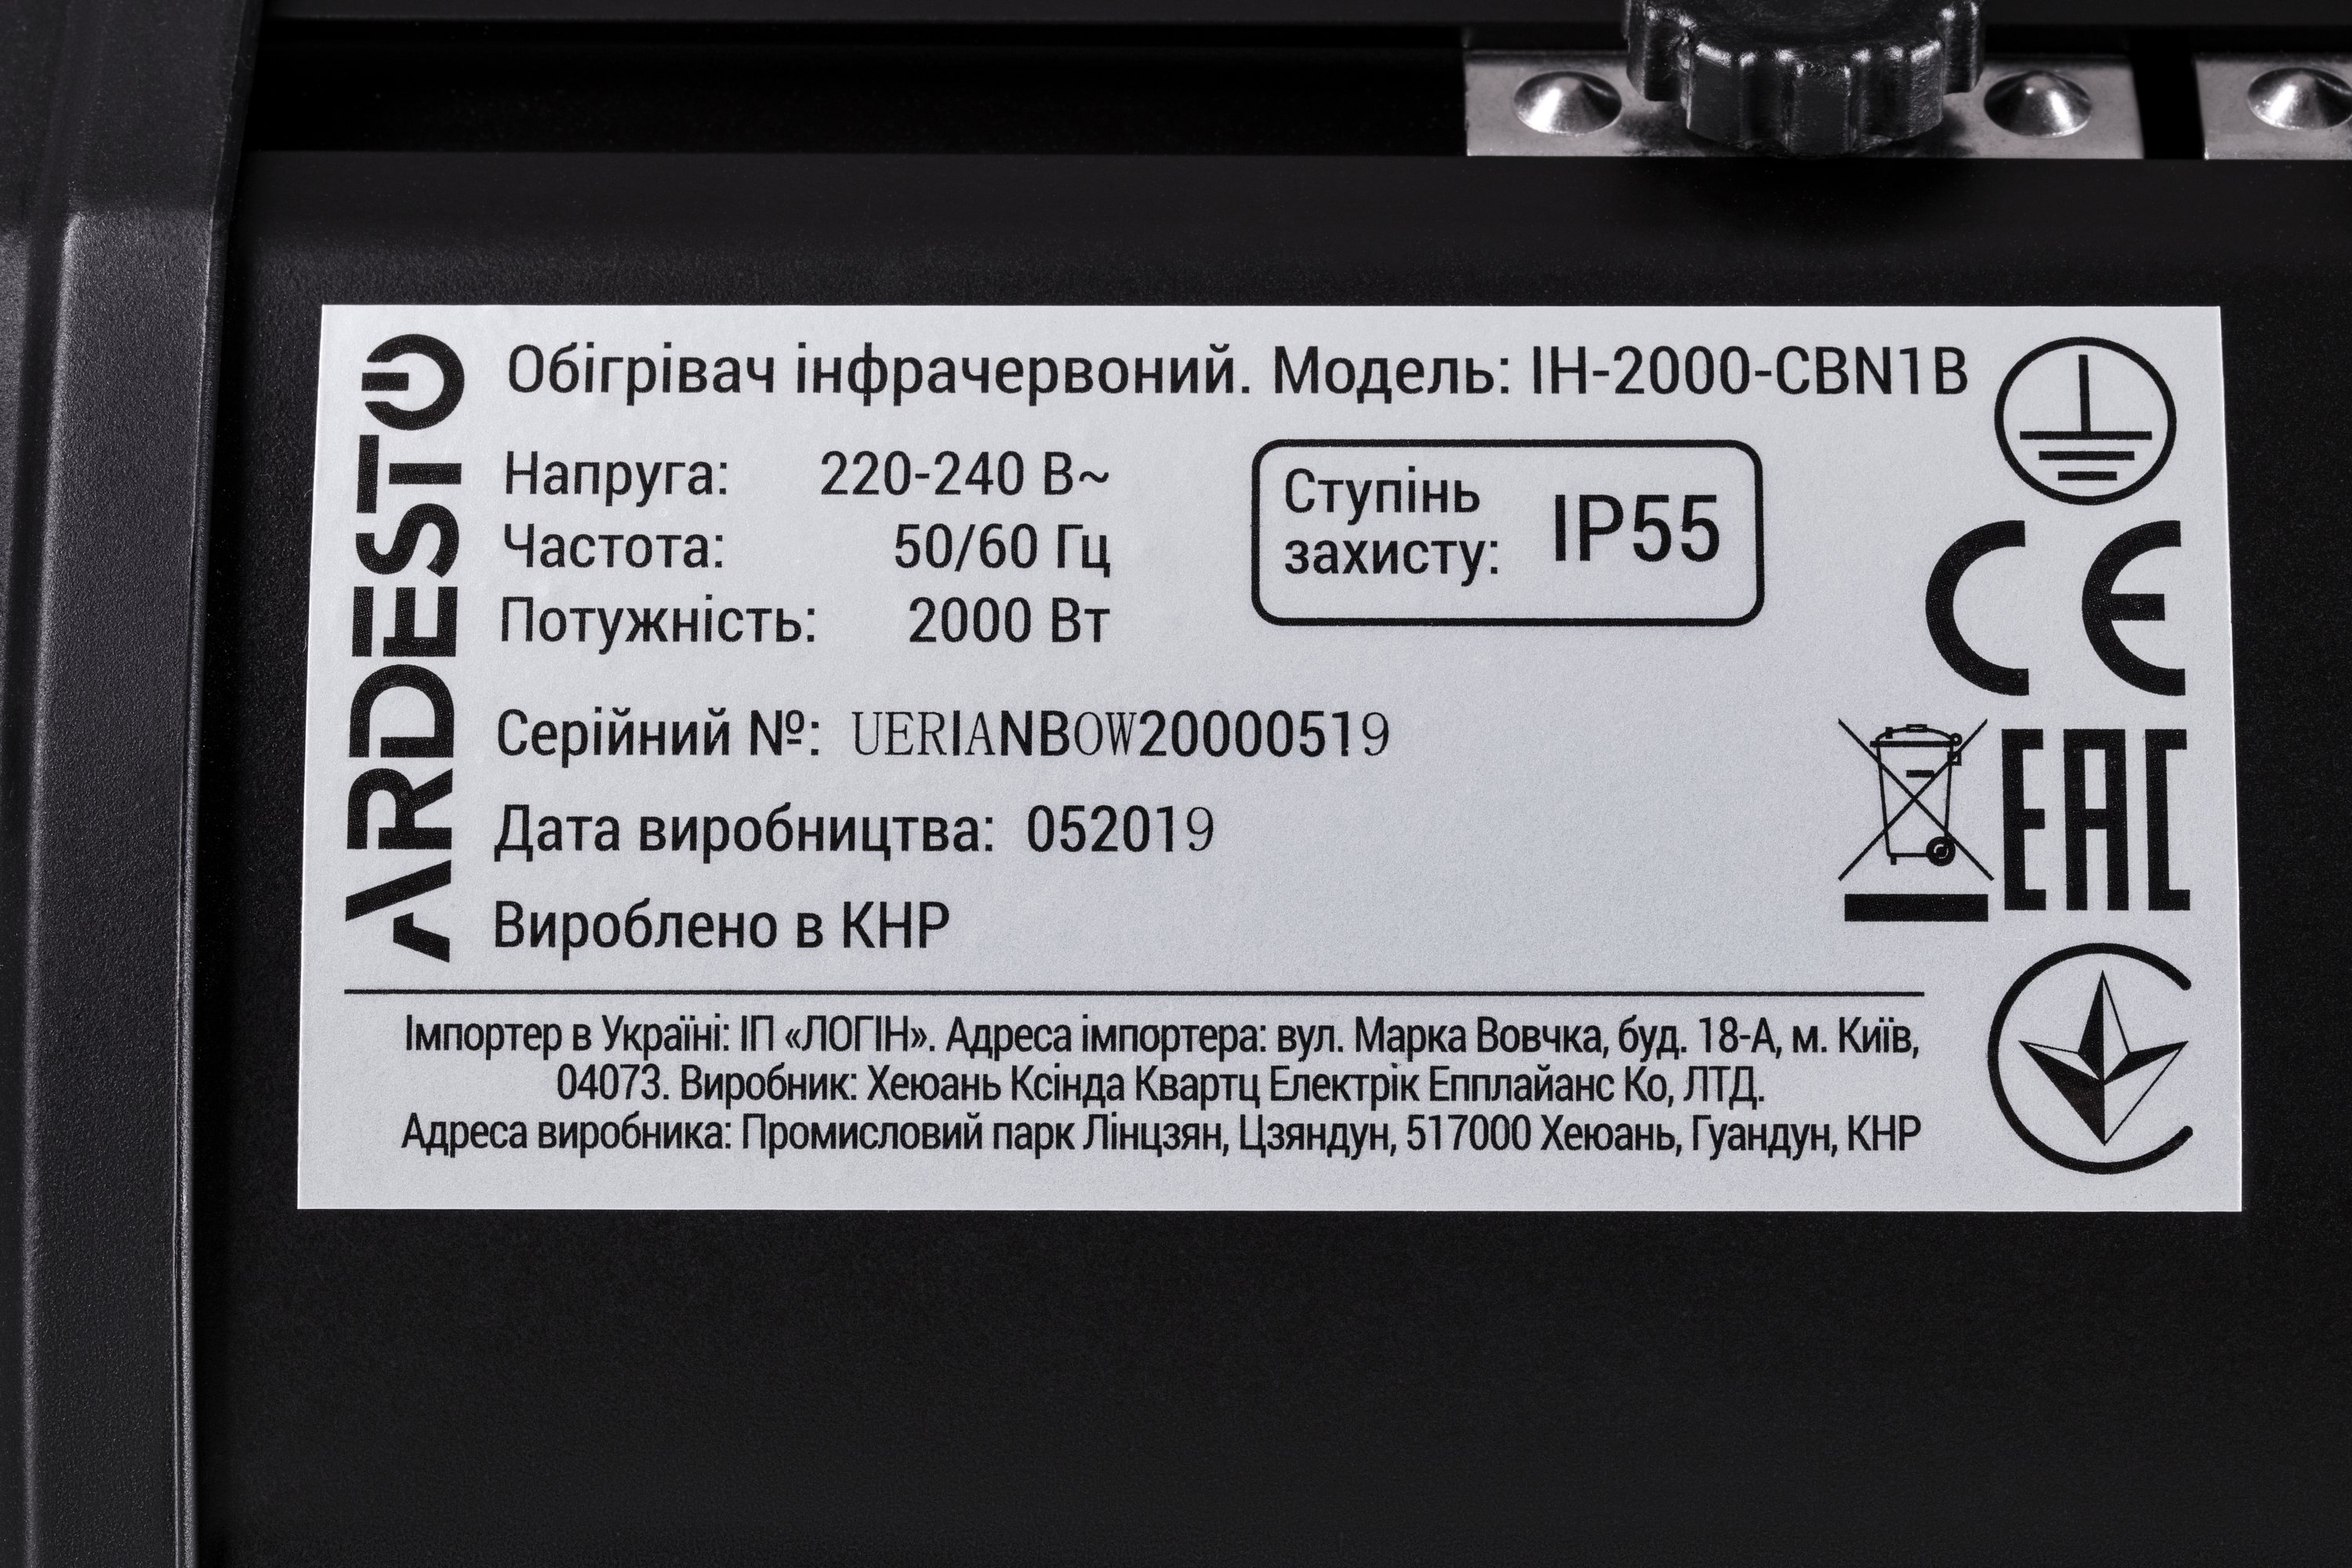 ARDESTO
Обігрівач інфрачервоний. Модель: IH-2000-CBN1B
Напруга: 220-240 В~
Частота: 50/60 Гц
Потужність: 2000 Вт
Ступінь
захисту: IP55
Серійний №: UERIANBOW20000519
Дата виробництва: 052019
Вироблено в КНР
CE
EAC
Імпортер в Україні: ІП «ЛОГІН». Адреса імпортера: вул. Марка Вовчка, буд. 18-А, м. Київ,
04073. Виробник: Хеюань Ксінда Квартц Електрік Епплайанс Ко, ЛТД.
Адреса виробника: Промисловий парк Лінцзян, Цзяндун, 517000 Хеюань, Гуандун, КНР